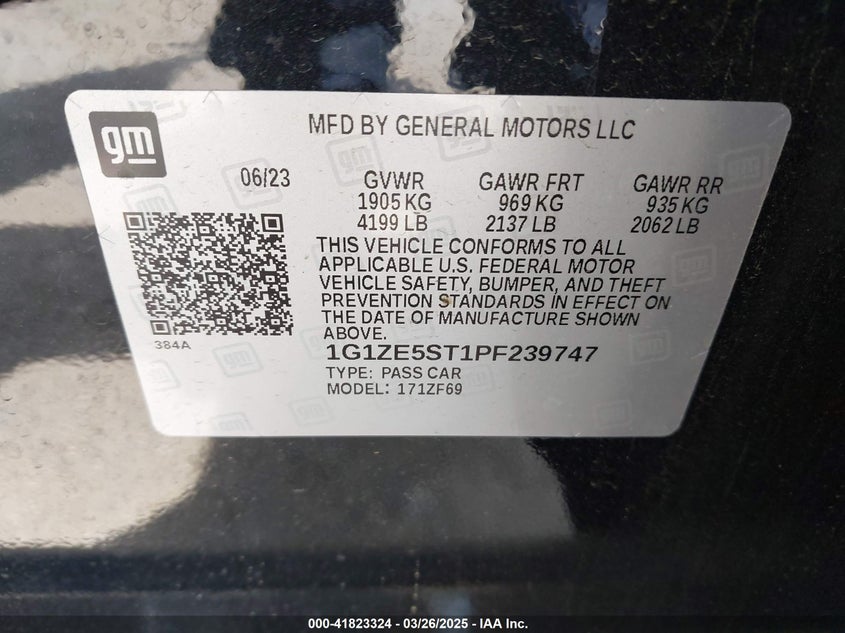 gm
MFD BY GENERAL MOTORS LLC
06/23
GVWR
1905 KG
4199 LB
GAWR FRT
969 KG
2137 LB
GAWR RR
935 KG
2062 LB
THIS VEHICLE CONFORMS TO ALL
APPLICABLE U.S. FEDERAL MOTOR
VEHICLE SAFETY, BUMPER, AND THEFT
PREVENTION STANDARDS IN EFFECT ON
THE DATE OF MANUFACTURE SHOWN
ABOVE.
384A
1G1ZE5ST1PF239747
TYPE: PASS CAR
MODEL: 171ZF69
000-41823324 — 03/26/2025 — IAA Inc.